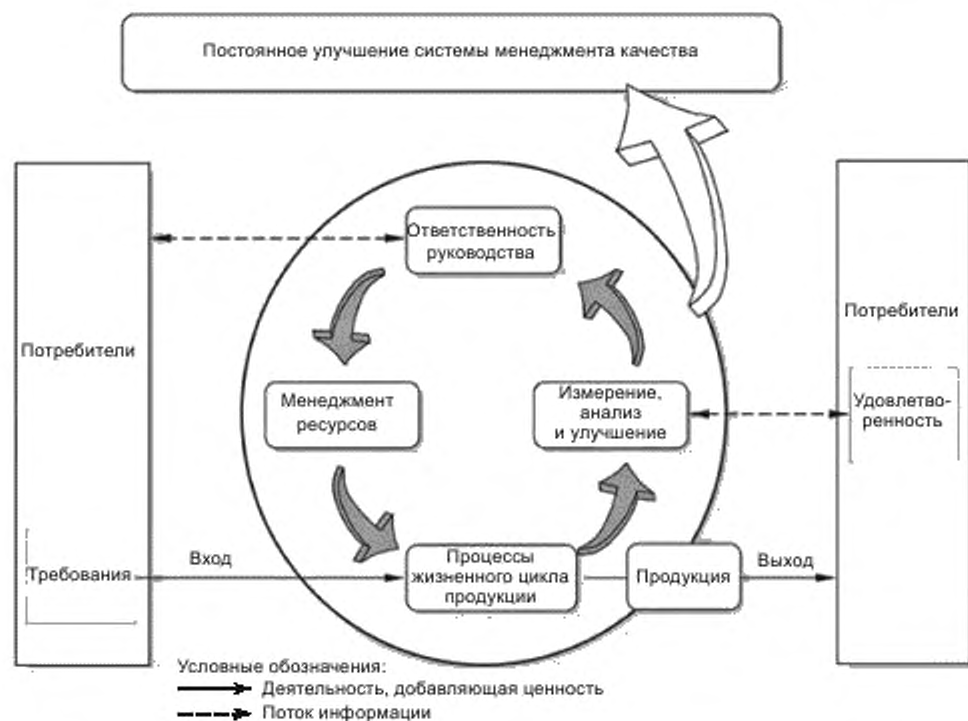 Постоянное улучшение системы менеджмента качества
Ответственность
руководства
Потребители
Потребители
Менеджмент
ресурсов
Измерение,
анализ
и улучшение
Удовлетво-
ренность
Требования
Вход
Процессы
жизненного цикла
продукции
Продукция
Выход
Условные обозначения:
Деятельность, добавляющая ценность
Поток информации